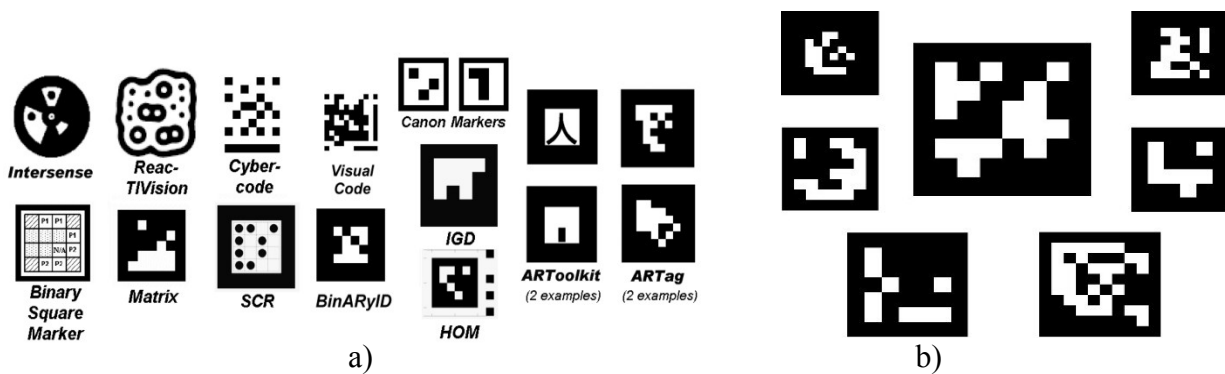 Intersense
Reac-
TIVision
Cyber-
code
Visual
Code
Canon Markers
IGD
HOM
ARToolkit
(2 examples)
ARTag
(2 examples)
P1 P1
P1
N/A P2
P2 P2
Binary
Square
Marker
Matrix
SCR
BinARyID
a)
b)